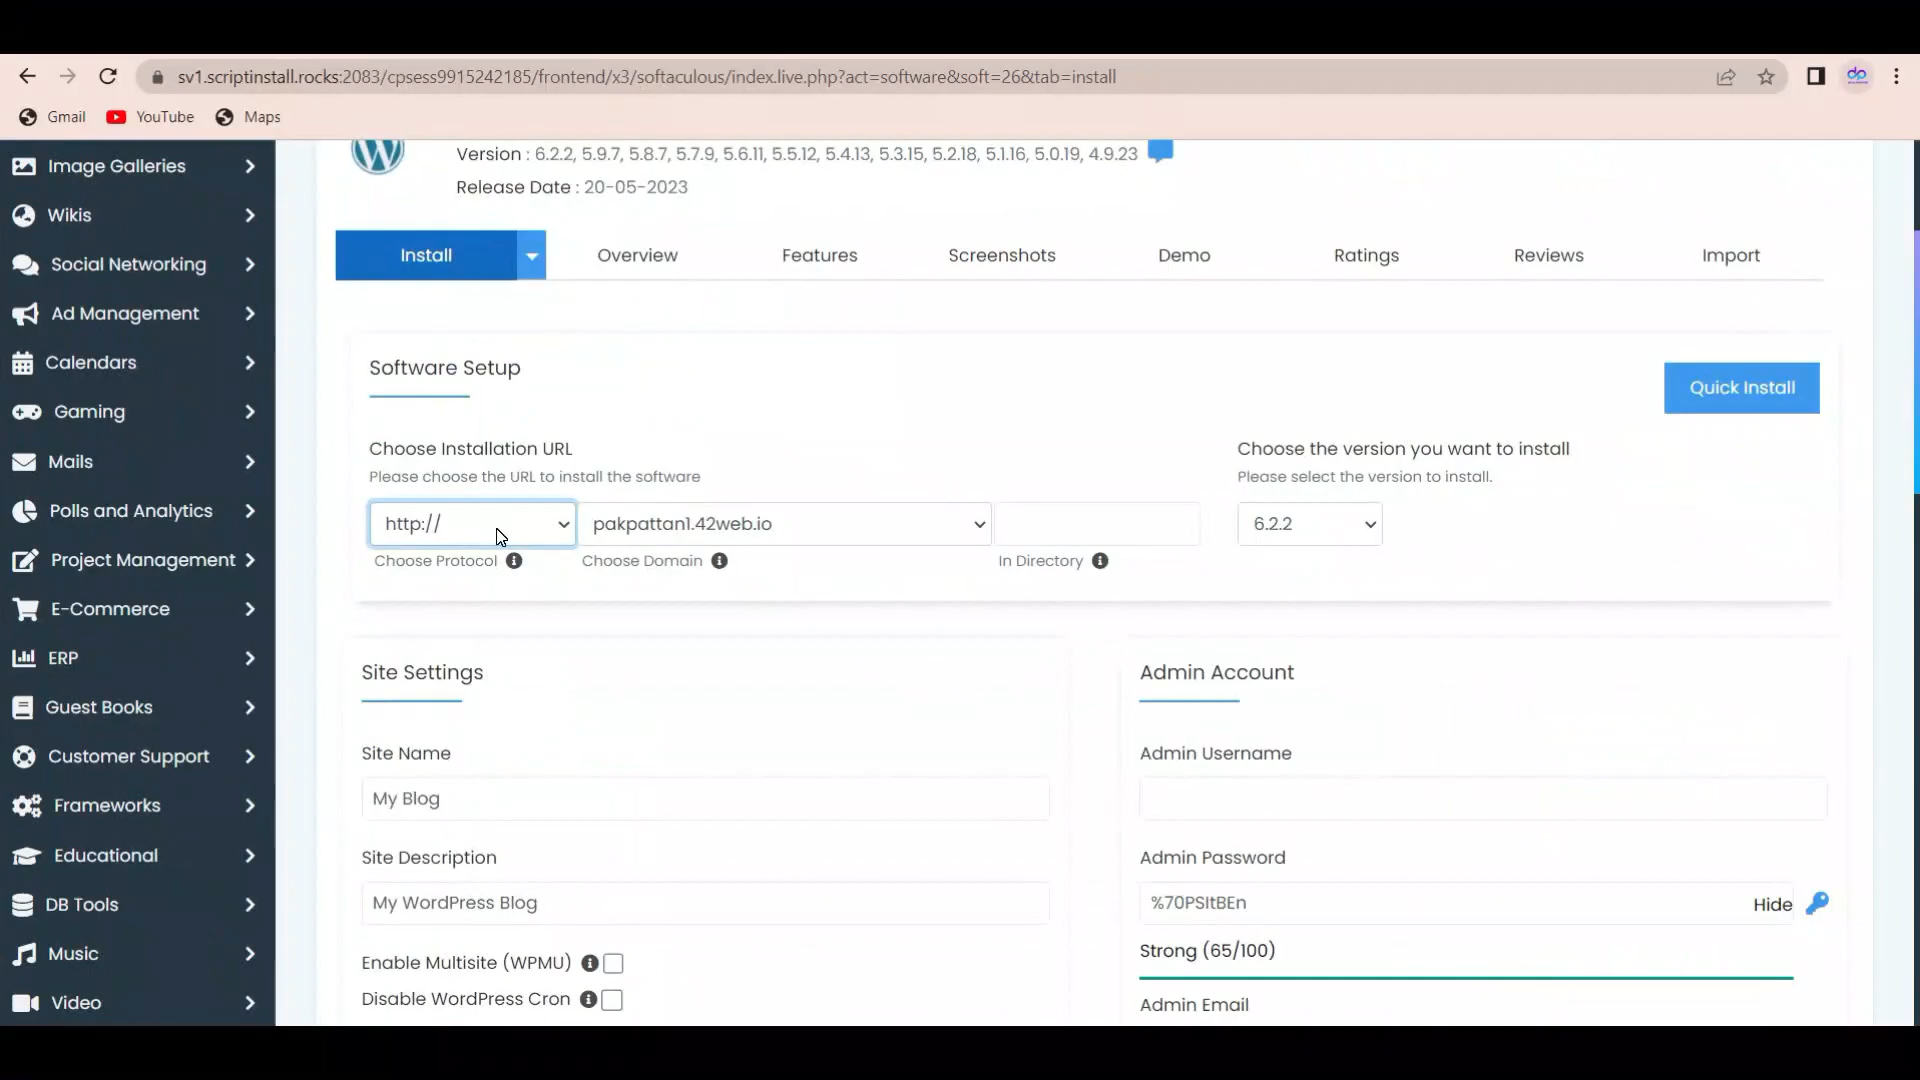 sv1.scriptinstall.rocks:2083/cpsess9915242185/frontend/x3/softaculous/index.live.php?act=software&soft=26&tab=install
Gmail YouTube Maps
Image Galleries
Wikis
Social Networking
Ad Management
Calendars
Gaming
Mails
Polls and Analytics
Project Management
E-Commerce
ERP
Guest Books
Customer Support
Frameworks
Educational
DB Tools
Music
Video
Version : 6.2.2, 5.9.7, 5.8.7, 5.7.9, 5.6.11, 5.5.12, 5.4.13, 5.3.15, 5.2.18, 5.1.16, 5.0.19, 4.9.23
Release Date : 20-05-2023
Install Overview Features Screenshots Demo Ratings Reviews Import
Software Setup
Quick Install
Choose Installation URL
Please choose the URL to install the software
http:// pakpattan1.42web.io
Choose Protocol Choose Domain In Directory
Choose the version you want to install
Please select the version to install.
6.2.2
Site Settings
Site Name
My Blog
Site Description
My WordPress Blog
Enable Multisite (WPMU)
Disable WordPress Cron
Admin Account
Admin Username
Admin Password
%70PSItBEn Hide
Strong (65/100)
Admin Email